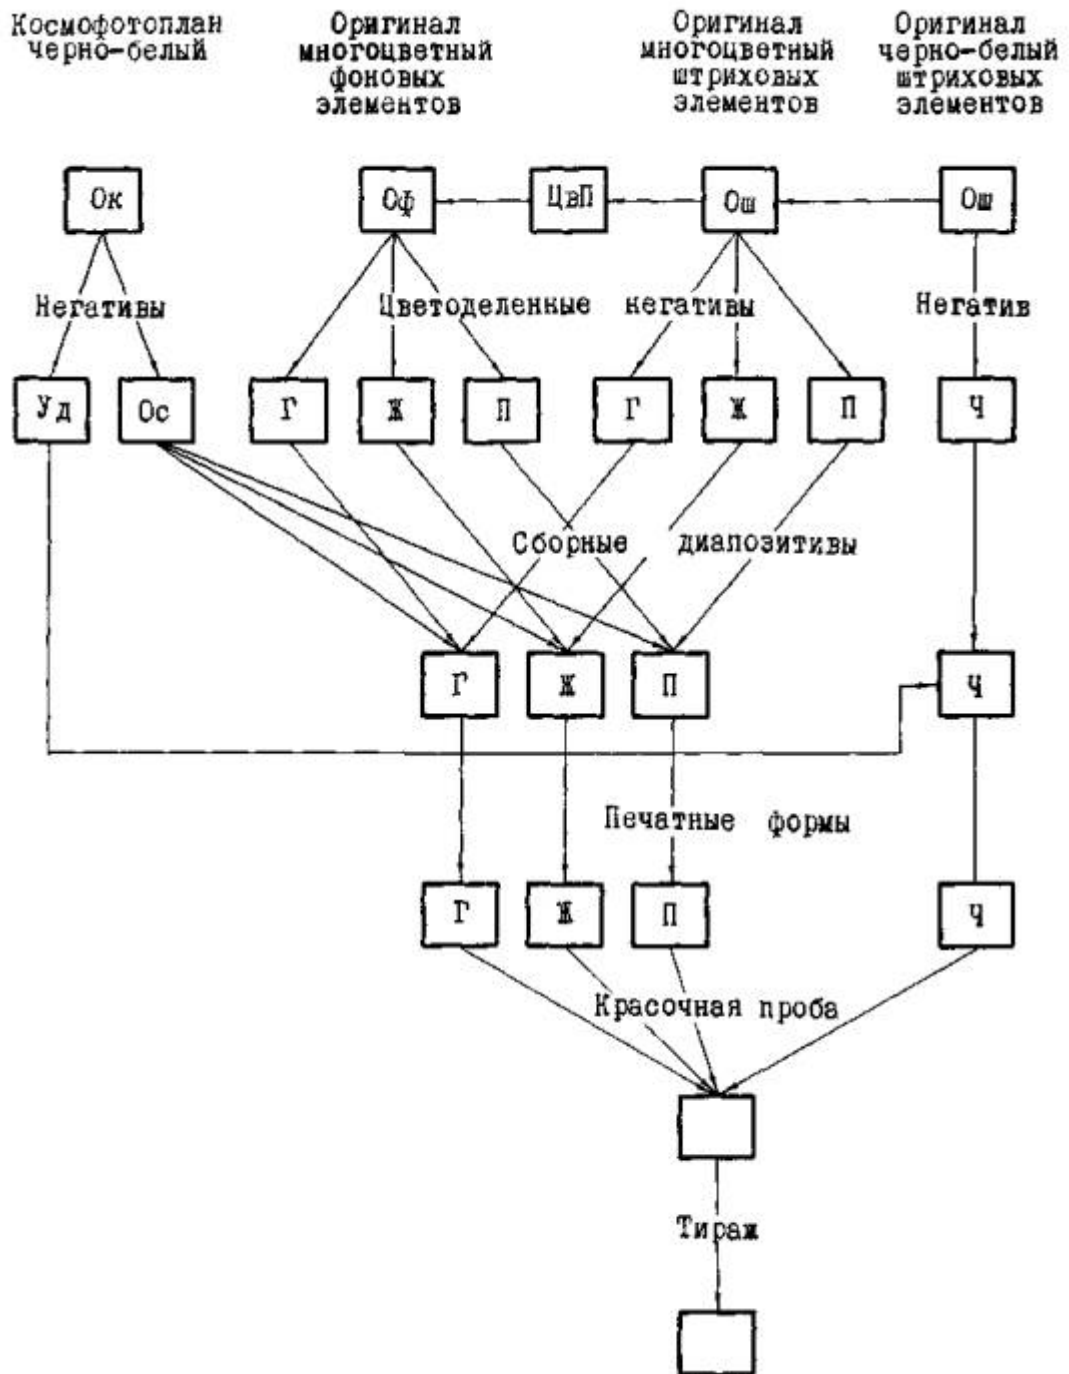 Космофотоплан
черно-белый
Оригинал
многоцветный
фоновых
элементов
Оригинал
многоцветный
штриховых
элементов
Оригинал
черно-белый
штриховых
элементов
Ок
Оф
ЦвП
Ош
Ош
Негативы
Цветоделенные негативы
Негатив
Уд
Ос
Г
Ж
П
Г
Ж
П
Ч
Сборные диапозитивы
Г
Ж
П
Ч
Печатные формы
Г
Ж
П
Ч
Красочная проба
Тираж